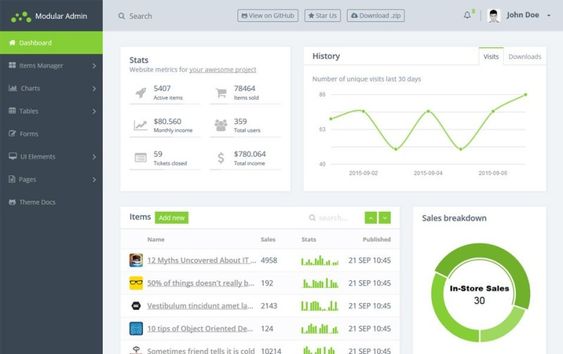 Modular Admin
Search
View on GitHub
Star Us
Download .zip
8
John Doe
Dashboard
Items Manager
Charts
Tables
Forms
UI Elements
Pages
Theme Docs
Stats
Website metrics for your awesome project
5407
Active items
78464
Items sold
$80.560
Monthly income
359
Total users
59
Tickets closed
$780.064
Total income
History
Visits
Downloads
Number of unique visits last 30 days
86
63
40
2015-09-02
2015-09-04
2015-09-06
Items
Add new
search...
Name Sales Stats Published
12 Myths Uncovered About IT ... 4958 21 SEP 10:45
50% of things doesn't really b... 192 21 SEP 10:45
Vestibulum tincidunt amet la... 2143 21 SEP 10:45
10 tips of Object Oriented De... 124 21 SEP 10:45
Sometimes friend tells it is cold 10214 21 SEP 10:45
Sales breakdown
In-Store Sales
30